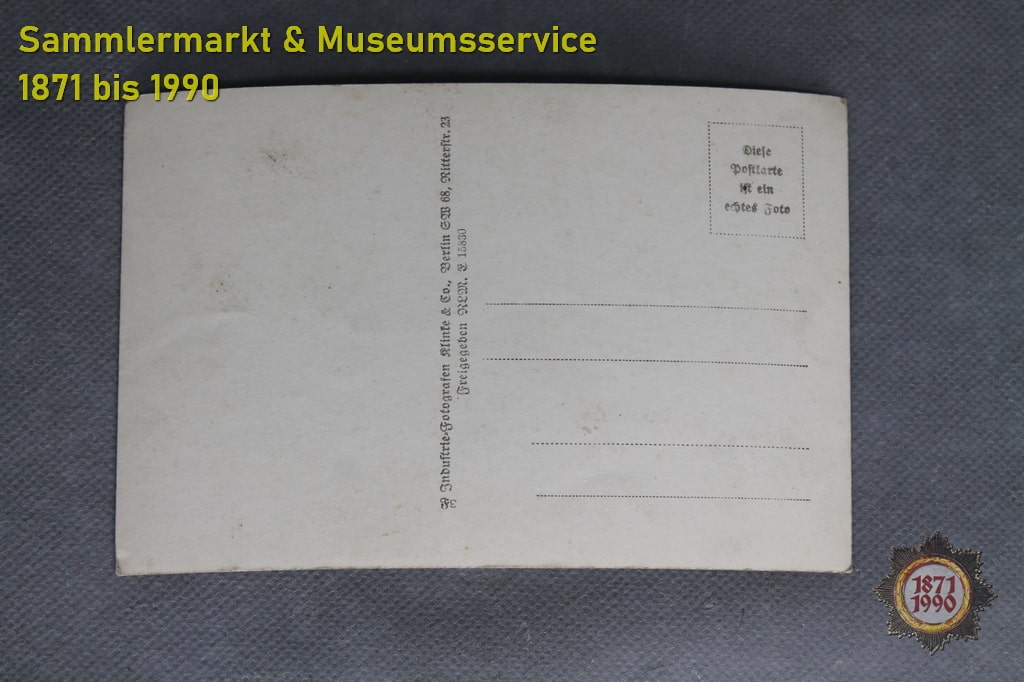 Sammlermarkt & Museumsservice
1871 bis 1990
Diese
Postkarte
ist ein
echtes Foto
Industrie-Fotografen Klinke & Co., Berlin SW 68, Ritterstr. 23
Freigegeben RLM. E 15830
1871
1990